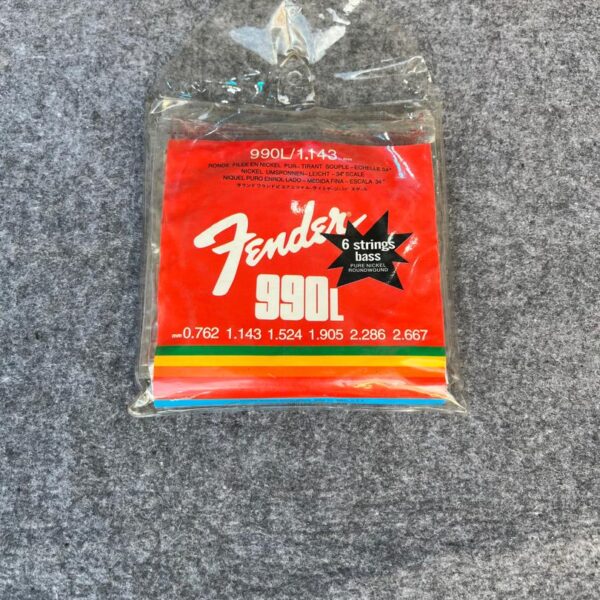 990L/1.143 mm
RONDE FILEE EN NICKEL PUR - TIRANT SOUPLE - ECHELLE 34"
NICKEL UMSPONNEN - LEICHT - 34" SCALE
NIQUEL PURO ENROLLADO - MEDIDA FINA - ESCALA 34"
Fender
6 strings
bass
PURE NICKEL
ROUNDWOUND
990L
mm 0.762 1.143 1.524 1.905 2.286 2.667